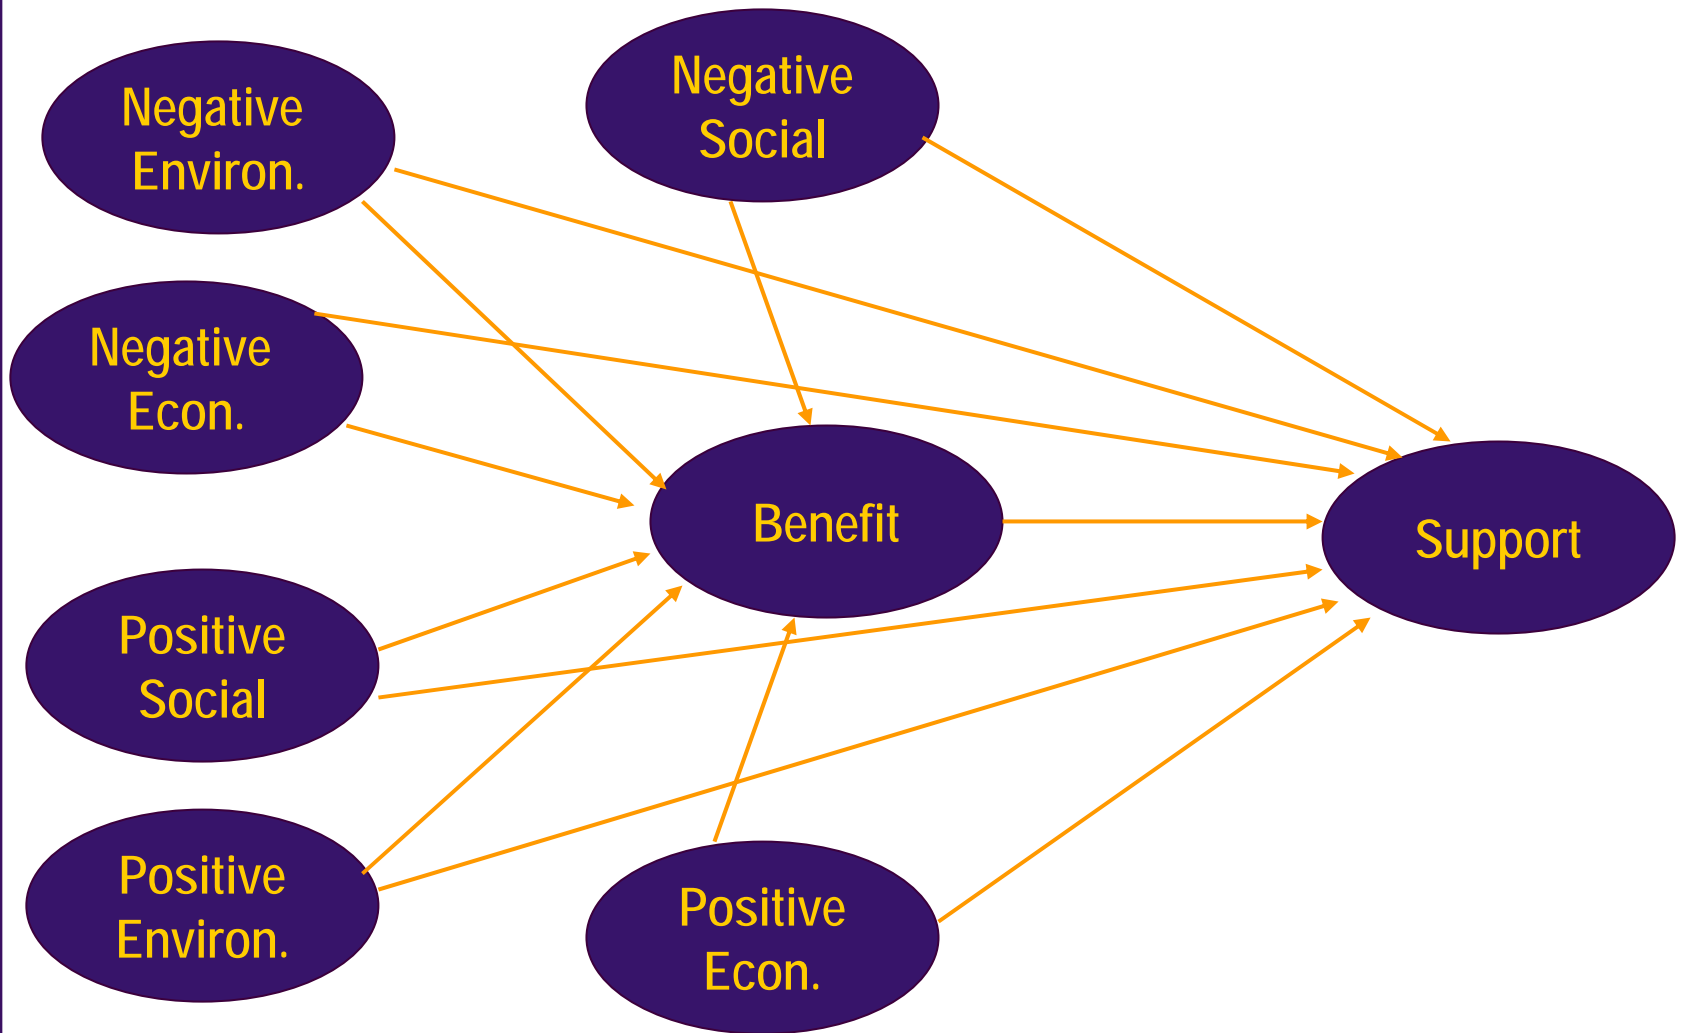 Negative
Environ.
Negative
Social
Negative
Econ.
Benefit
Support
Positive
Social
Positive
Environ.
Positive
Econ.